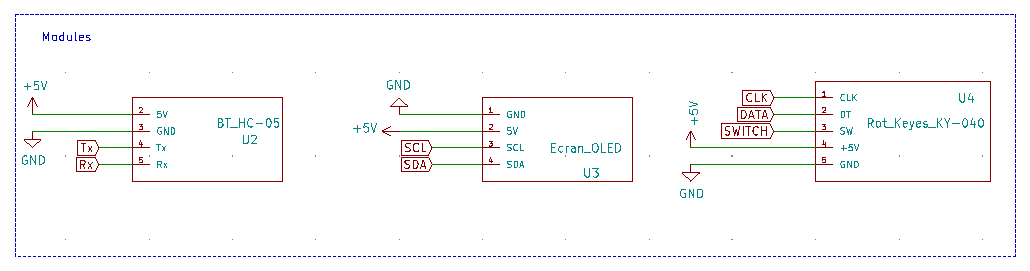 Modules
+5V
GND
Tx
Rx
2
3
4
5
5V
GND
Tx
Rx
BT_HC-05
U2
GND
+5V
SCL
SDA
1
2
3
4
GND
5V
SCL
SDA
Ecran_OLED
U3
+5V
CLK
DATA
SWITCH
GND
1
2
3
4
5
CLK
DT
SW
+5V
GND
U4
Rot_Keyes_KY-040